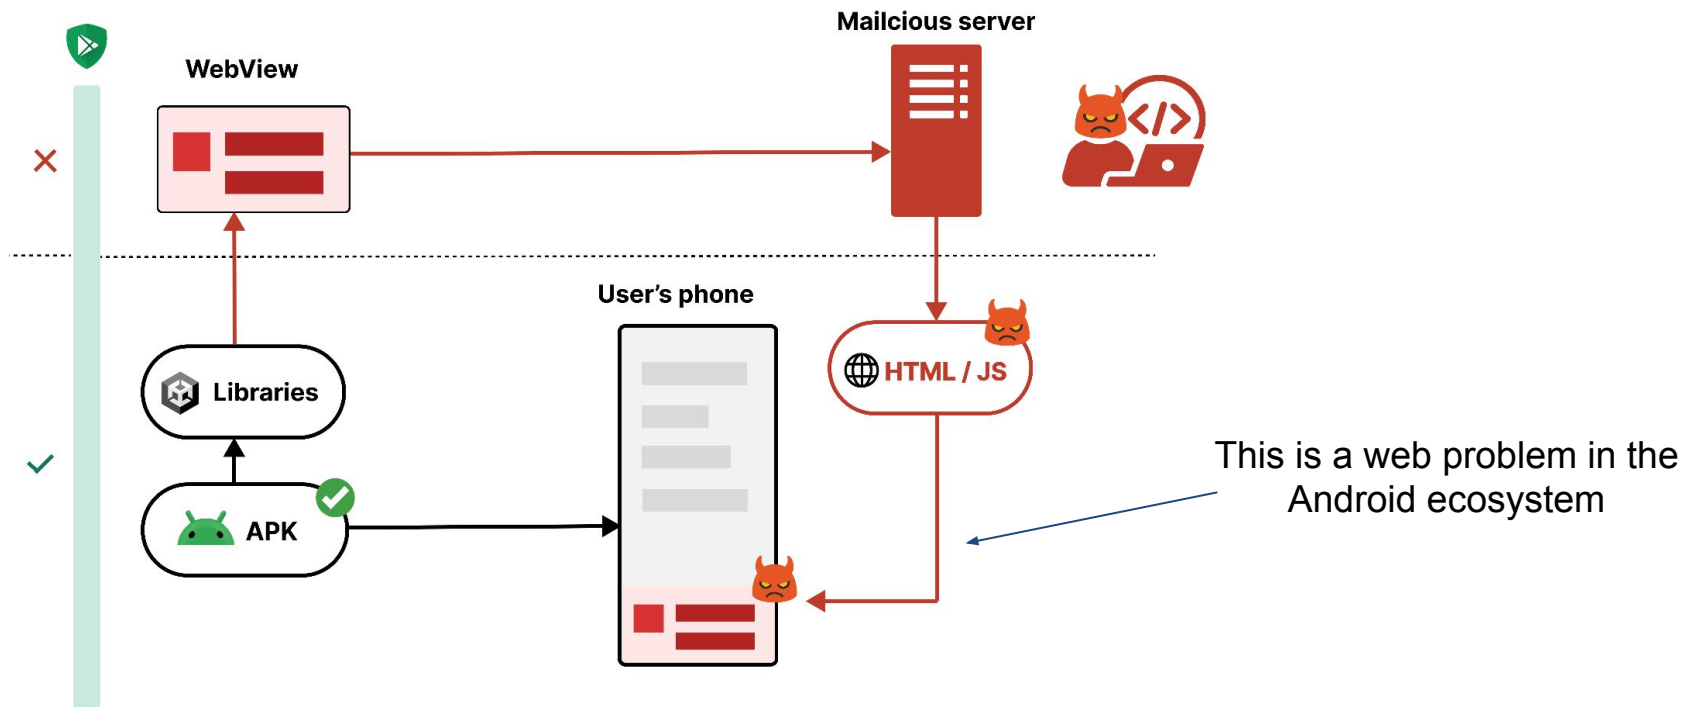 Mailcious server
WebView
User's phone
HTML / JS
Libraries
APK
This is a web problem in the
Android ecosystem